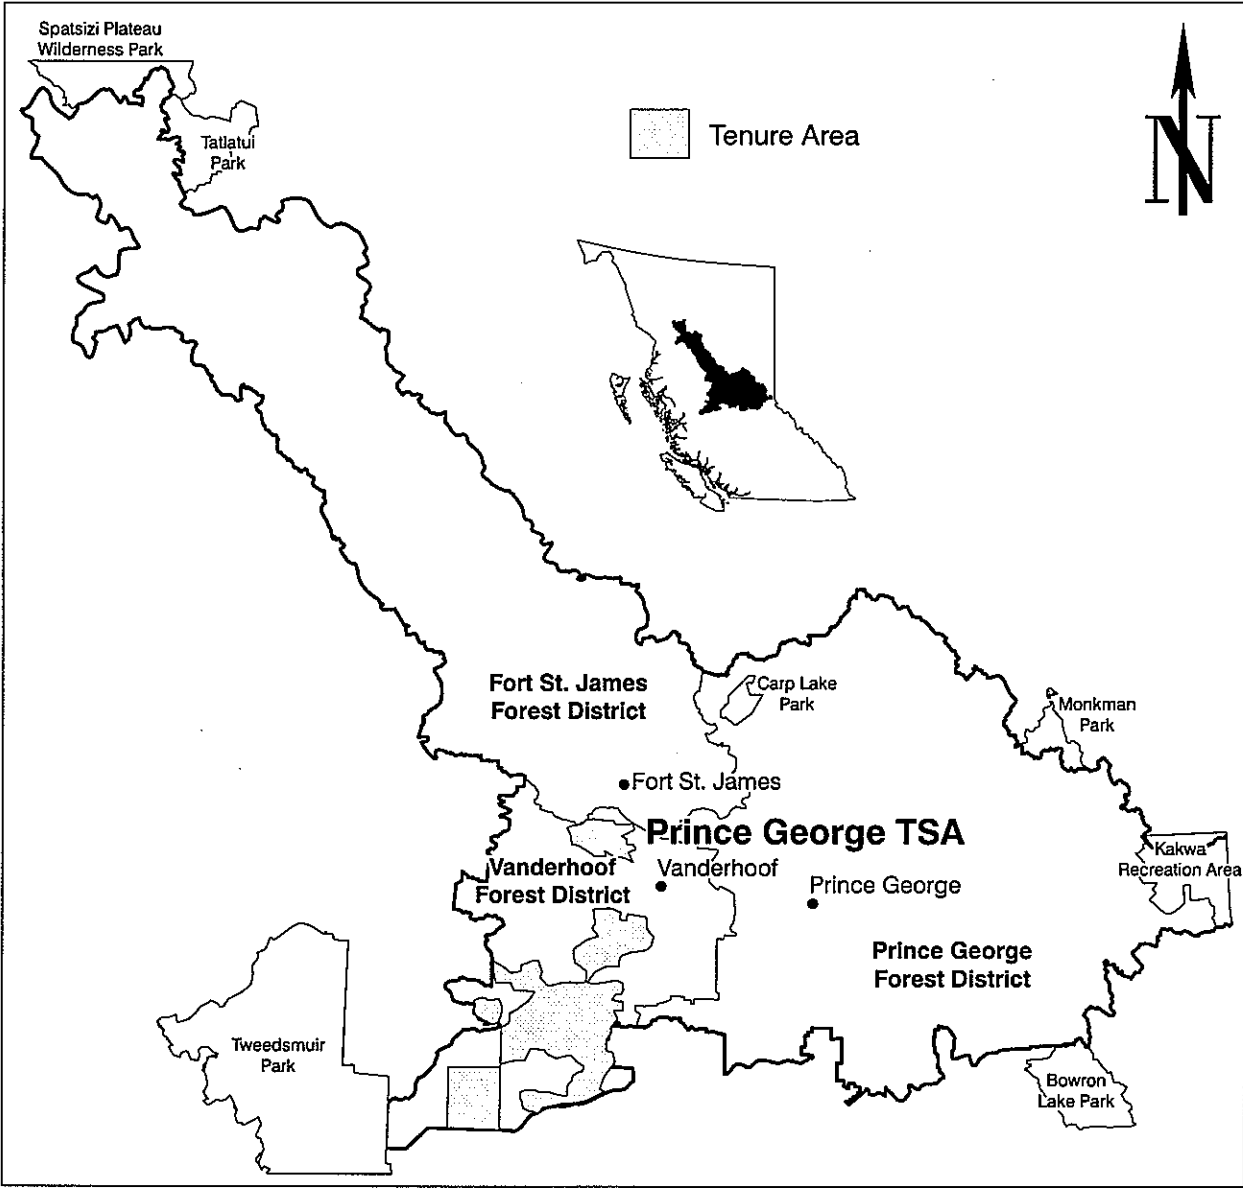 Spatsizi Plateau
Wilderness Park
Tatlatui
Park
Tenure Area
N
Fort St. James
Forest District
Carp Lake
Park
Monkman
Park
Fort St. James
Prince George TSA
Vanderhoof
Forest District
Vanderhoof
Prince George
Kakwa
Recreation Area
Prince George
Forest District
Tweedsmuir
Park
Bowron
Lake Park